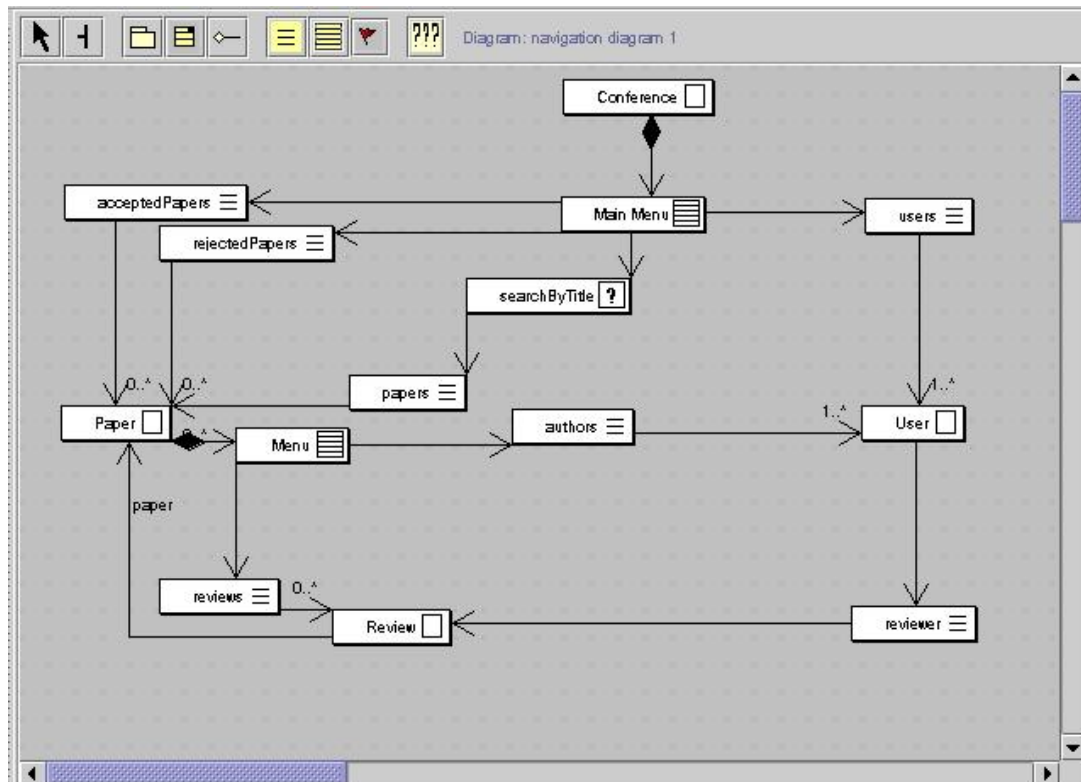 ??? Diagram: navigation diagram 1
Conference
acceptedPapers
Main Menu
users
rejectedPapers
searchByTitle ?
papers
0..*
0..*
1..*
Paper
0..*
Menu
authors
1..*
User
paper
reviews
0..*
Review
reviewer